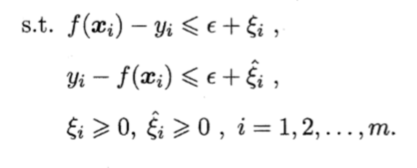 s.t. f(𝒙ᵢ) − yᵢ ⩽ ϵ + ξᵢ ,
yᵢ − f(𝒙ᵢ) ⩽ ϵ + ξ̂ᵢ ,
ξᵢ ⩾ 0, ξ̂ᵢ ⩾ 0 , i = 1, 2, . . . , m.